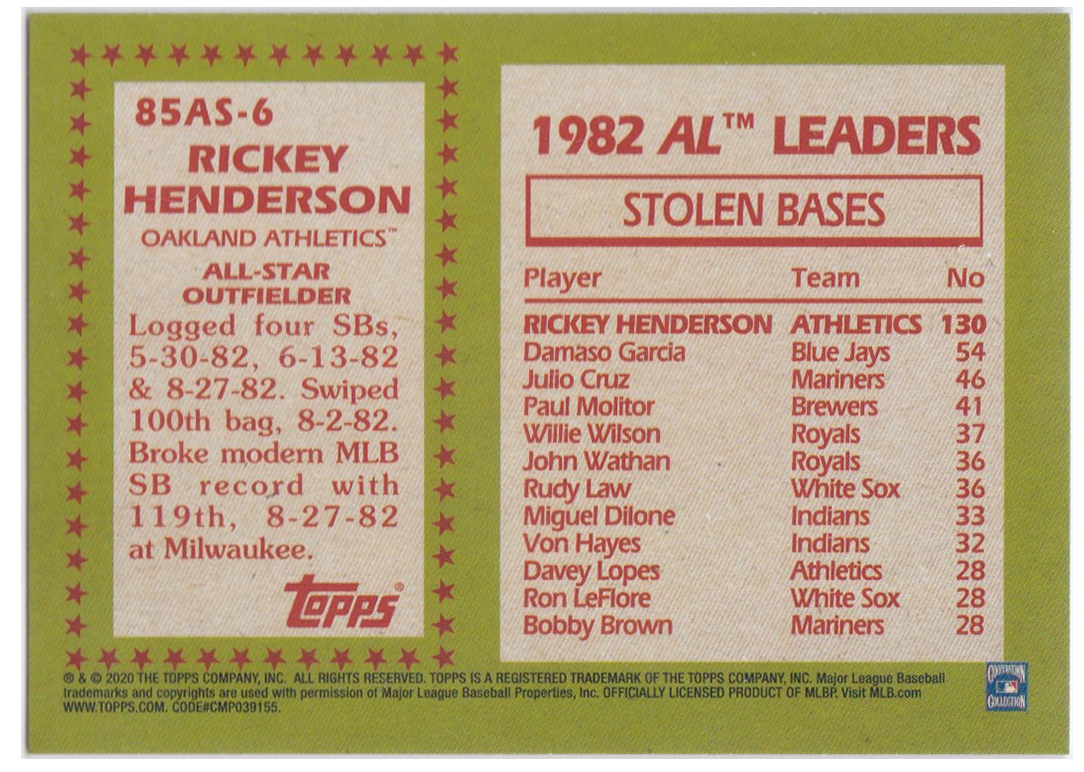 85AS-6
RICKEY
HENDERSON
OAKLAND ATHLETICS™
ALL-STAR
OUTFIELDER
Logged four SBs,
5-30-82, 6-13-82
& 8-27-82. Swiped
100th bag, 8-2-82.
Broke modern MLB
SB record with
119th, 8-27-82
at Milwaukee.
Topps®
1982 AL™ LEADERS
STOLEN BASES
Player Team No
RICKEY HENDERSON ATHLETICS 130
Damaso Garcia Blue Jays 54
Julio Cruz Mariners 46
Paul Molitor Brewers 41
Willie Wilson Royals 37
John Wathan Royals 36
Rudy Law White Sox 36
Miguel Dilone Indians 33
Von Hayes Indians 32
Davey Lopes Athletics 28
Ron LeFlore White Sox 28
Bobby Brown Mariners 28
® & © 2020 THE TOPPS COMPANY, INC. ALL RIGHTS RESERVED. TOPPS IS A REGISTERED TRADEMARK OF THE TOPPS COMPANY, INC. Major League Baseball
trademarks and copyrights are used with permission of Major League Baseball Properties, Inc. OFFICIALLY LICENSED PRODUCT OF MLBP. Visit MLB.com
WWW.TOPPS.COM. CODE#CMP039155.
COOPERSTOWN
COLLECTION